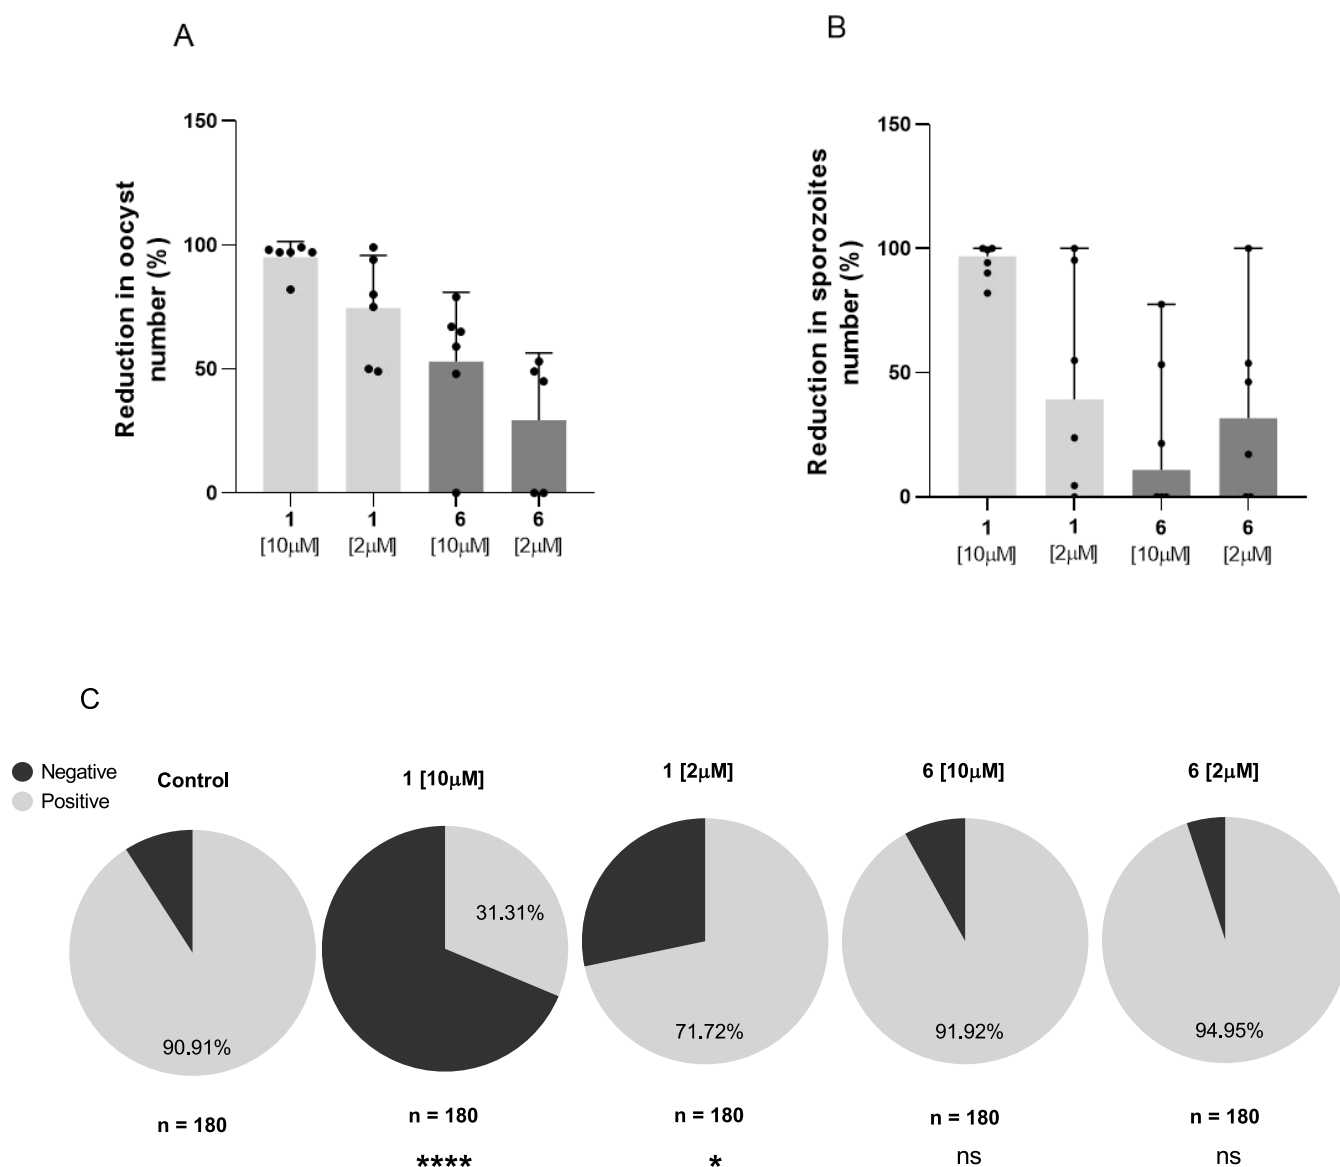 A
Reduction in oocyst
number (%)
150
100
50
0
1
[10µM]
1
[2µM]
6
[10µM]
6
[2µM]
B
Reduction in sporozoites
number (%)
150
100
50
0
1
[10µM]
1
[2µM]
6
[10µM]
6
[2µM]
C
Negative
Positive
Control
90.91%
n = 180
1 [10µM]
31.31%
n = 180
****
1 [2µM]
71.72%
n = 180
*
6 [10µM]
91.92%
n = 180
ns
6 [2µM]
94.95%
n = 180
ns